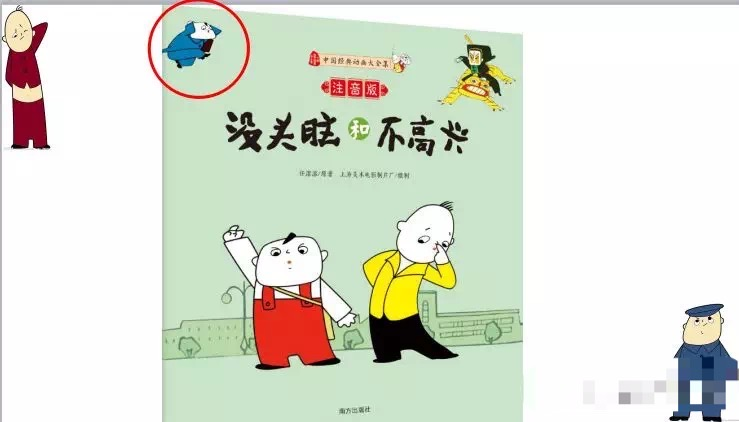 中国经典动画大全集
注音版
没头脑和不高兴
任溶溶/原著 上海美术电影制片厂/绘制
南方出版社